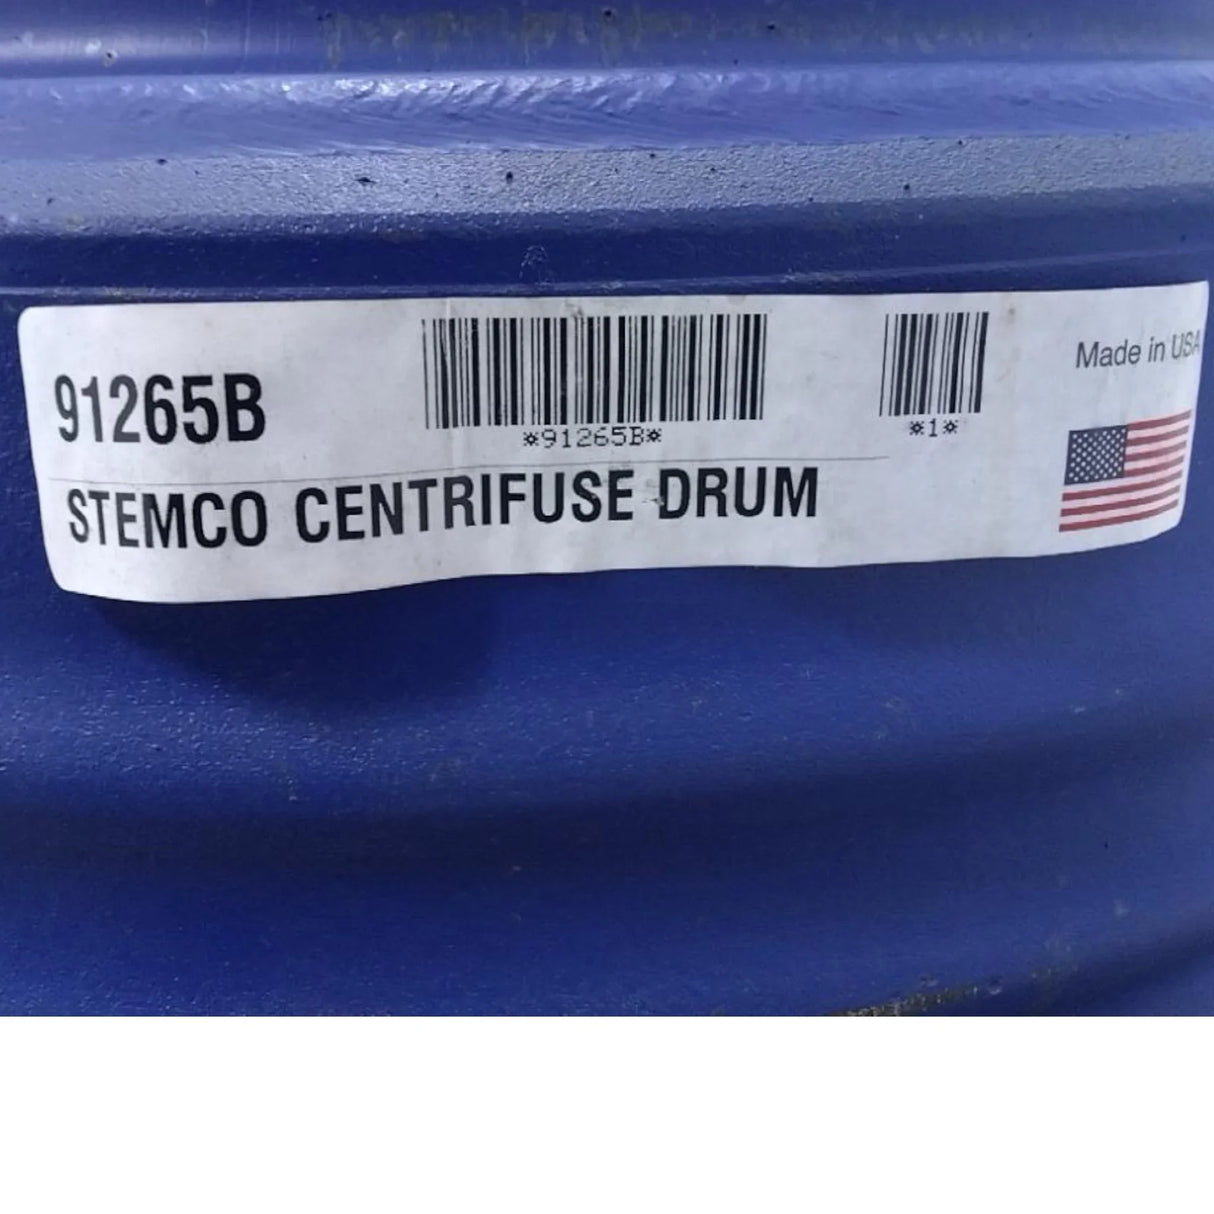 91265B
*91265B*
*1*
Made in USA
STEMCO CENTRIFUSE DRUM